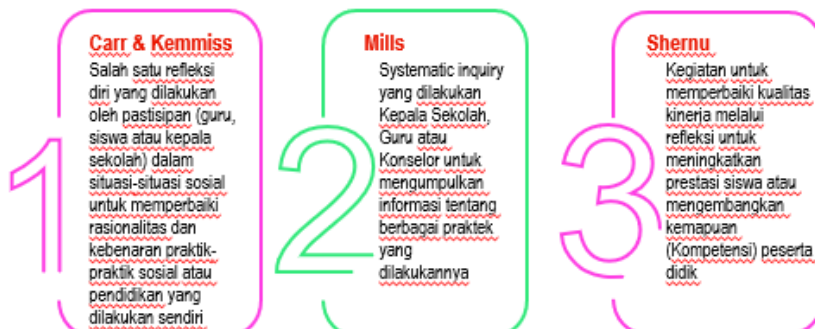 1
Carr & Kemmiss
Salah satu refleksi
diri yang dilakukan
oleh pastisipan (guru,
siswa atau kepala
sekolah) dalam
situasi-situasi sosial
untuk memperbaiki
rasionalitas dan
kebenaran praktik-
praktik sosial atau
pendidikan yang
dilakukan sendiri
2
Mills
Systematic inquiry
yang dilakukan
Kepala Sekolah,
Guru atau
Konselor untuk
mengumpulkan
informasi tentang
berbagai praktek
yang
dilakukannya
3
Shernu
Kegiatan untuk
memperbaiki kualitas
kinerja melalui
refleksi untuk
meningkatkan
prestasi siswa atau
mengembangkan
kemapuan
(Kompetensi) peserta
didik